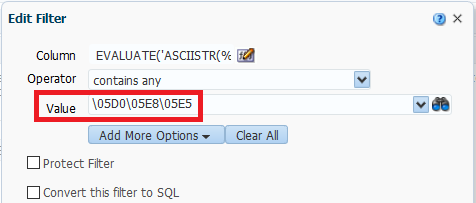 Edit Filter
Column EVALUATE('ASCIISTR(%
Operator contains any
Value \05D0\05E8\05E5
Add More Options Clear All
Protect Filter
Convert this filter to SQL